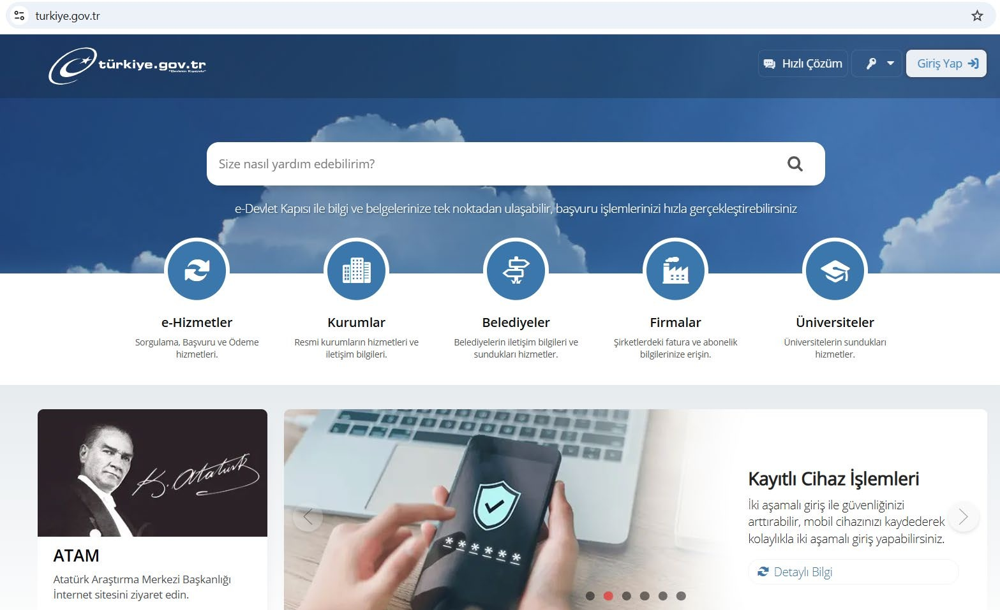 turkiye.gov.tr
türkiye.gov.tr
"Devletin Kısayolu"
Hızlı Çözüm
Giriş Yap
Size nasıl yardım edebilirim?
e-Devlet Kapısı ile bilgi ve belgelerinize tek noktadan ulaşabilir, başvuru işlemlerinizi hızla gerçekleştirebilirsiniz
e-Hizmetler
Sorgulama, Başvuru ve Ödeme
hizmetleri.
Kurumlar
Resmi kurumların hizmetleri ve
iletişim bilgileri.
Belediyeler
Belediyelerin iletişim bilgileri ve
sundukları hizmetler.
Firmalar
Şirketlerdeki fatura ve abonelik
bilgilerinize erişin.
Üniversiteler
Üniversitelerin sundukları
hizmetler.
K. Atatürk
ATAM
Atatürk Araştırma Merkezi Başkanlığı
İnternet sitesini ziyaret edin.
******
Kayıtlı Cihaz İşlemleri
İki aşamalı giriş ile güvenliğinizi
arttırabilir, mobil cihazınızı kaydederek
kolaylıkla iki aşamalı giriş yapabilirsiniz.
Detaylı Bilgi